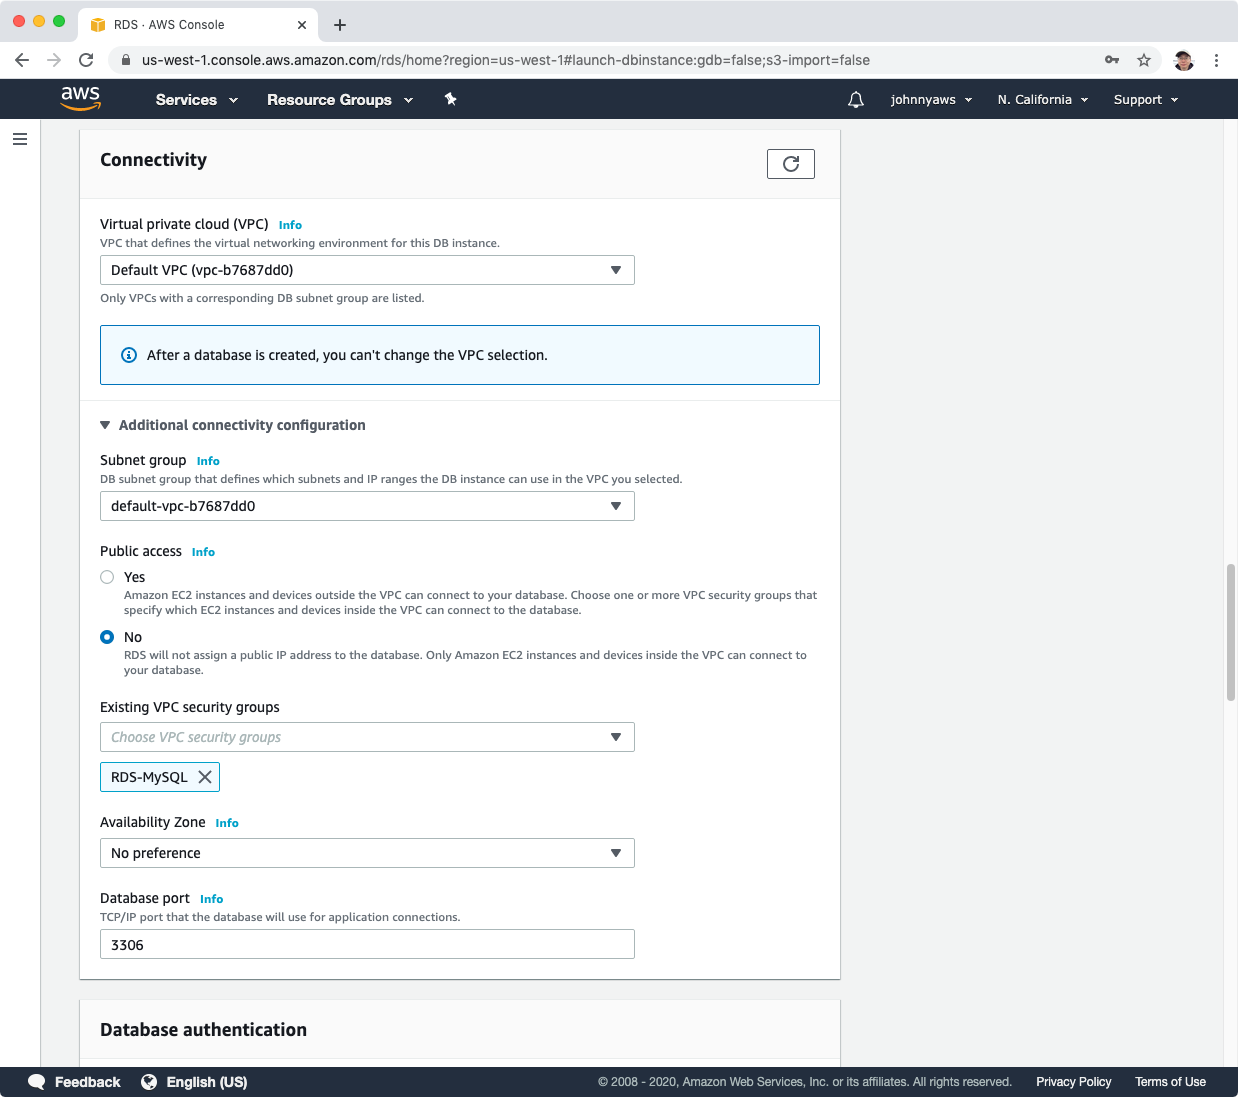 RDS · AWS Console
us-west-1.console.aws.amazon.com/rds/home?region=us-west-1#launch-dbinstance:gdb=false;s3-import=false
aws Services Resource Groups johnnyaws N. California Support
Connectivity
Virtual private cloud (VPC) Info
VPC that defines the virtual networking environment for this DB instance.
Default VPC (vpc-b7687dd0)
Only VPCs with a corresponding DB subnet group are listed.
After a database is created, you can't change the VPC selection.
Additional connectivity configuration
Subnet group Info
DB subnet group that defines which subnets and IP ranges the DB instance can use in the VPC you selected.
default-vpc-b7687dd0
Public access Info
Yes
Amazon EC2 instances and devices outside the VPC can connect to your database. Choose one or more VPC security groups that
specify which EC2 instances and devices inside the VPC can connect to the database.
No
RDS will not assign a public IP address to the database. Only Amazon EC2 instances and devices inside the VPC can connect to
your database.
Existing VPC security groups
Choose VPC security groups
RDS-MySQL
Availability Zone Info
No preference
Database port Info
TCP/IP port that the database will use for application connections.
3306
Database authentication
Feedback English (US) © 2008 - 2020, Amazon Web Services, Inc. or its affiliates. All rights reserved. Privacy Policy Terms of Use